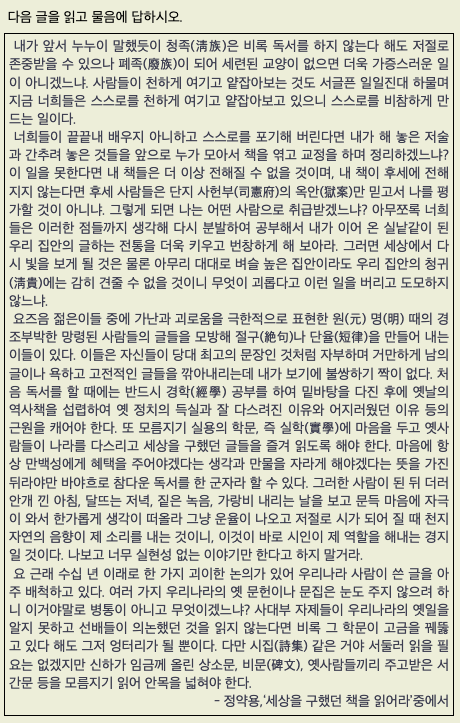 다음 글을 읽고 물음에 답하시오.
내가 앞서 누누이 말했듯이 청족(淸族)은 비록 독서를 하지 않는다 해도 저절로
존중받을 수 있으나 폐족(廢族)이 되어 세련된 교양이 없으면 더욱 가증스러운 일
이 아니겠느냐. 사람들이 천하게 여기고 얕잡아보는 것도 서글픈 일일진대 하물며
지금 너희들은 스스로를 천하게 여기고 얕잡아보고 있으니 스스로를 비참하게 만
드는 일이다.
너희들이 끝끝내 배우지 아니하고 스스로를 포기해 버린다면 내가 해 놓은 저술
과 간추려 놓은 것들을 앞으로 누가 모아서 책을 엮고 교정을 하며 정리하겠느냐?
이 일을 못한다면 내 책들은 더 이상 전해질 수 없을 것이며, 내 책이 후세에 전해
지지 않는다면 후세 사람들은 단지 사헌부(司憲府)의 옥안(獄案)만 믿고서 나를 평
가할 것이 아니냐. 그렇게 되면 나는 어떤 사람으로 취급받겠느냐? 아무쪼록 너희
들은 이러한 점들까지 생각해 다시 분발하여 공부해서 내가 이어 온 실낱같이 된
우리 집안의 글하는 전통을 더욱 키우고 번창하게 해 보아라. 그러면 세상에서 다
시 빛을 보게 될 것은 물론 아무리 대대로 벼슬 높은 집안이라도 우리 집안의 청귀
(淸貴)에는 감히 견줄 수 없을 것이니 무엇이 괴롭다고 이런 일을 버리고 도모하지
않느냐.
요즈음 젊은이들 중에 가난과 괴로움을 극한적으로 표현한 원(元) 명(明) 때의 경
조부박한 망령된 사람들의 글들을 모방해 절구(絶句)나 단율(短律)을 만들어 내는
이들이 있다. 이들은 자신들이 당대 최고의 문장인 것처럼 자부하며 거만하게 남의
글이나 욕하고 고전적인 글들을 깎아내리는데 내가 보기에 불쌍하기 짝이 없다. 처
음 독서를 할 때에는 반드시 경학(經學) 공부를 하여 밑바탕을 다진 후에 옛날의
역사책을 섭렵하여 옛 정치의 득실과 잘 다스려진 이유와 어지러웠던 이유 등의
근원을 캐어야 한다. 또 모름지기 실용의 학문, 즉 실학(實學)에 마음을 두고 옛사
람들이 나라를 다스리고 세상을 구했던 글들을 즐겨 읽도록 해야 한다. 마음에 항
상 만백성에게 혜택을 주어야겠다는 생각과 만물을 자라게 해야겠다는 뜻을 가진
뒤라야만 바야흐로 참다운 독서를 한 군자라 할 수 있다. 그러한 사람이 된 뒤 더러
안개 낀 아침, 달뜨는 저녁, 짙은 녹음, 가랑비 내리는 날을 보고 문득 마음에 자극
이 와서 한가롭게 생각이 떠올라 그냥 운율이 나오고 저절로 시가 되어 질 때 천지
자연의 음향이 제 소리를 내는 것이니, 이것이 바로 시인이 제 역할을 해내는 경지
일 것이다. 나보고 너무 실현성 없는 이야기만 한다고 하지 말거라.
요 근래 수십 년 이래로 한 가지 괴이한 논의가 있어 우리나라 사람이 쓴 글을 아
주 배척하고 있다. 여러 가지 우리나라의 옛 문헌이나 문집은 눈도 주지 않으려 하
니 이거야말로 병통이 아니고 무엇이겠느냐? 사대부 자제들이 우리나라의 옛일을
알지 못하고 선배들이 의논했던 것을 읽지 않는다면 비록 그 학문이 고금을 꿰뚫
고 있다 해도 그저 엉터리가 될 뿐이다. 다만 시집(詩集) 같은 거야 서둘러 읽을 필
요는 없겠지만 신하가 임금께 올린 상소문, 비문(碑文), 옛사람들끼리 주고받은 서
간문 등을 모름지기 읽어 안목을 넓혀야 한다.
- 정약용,'세상을 구했던 책을 읽어라'중에서